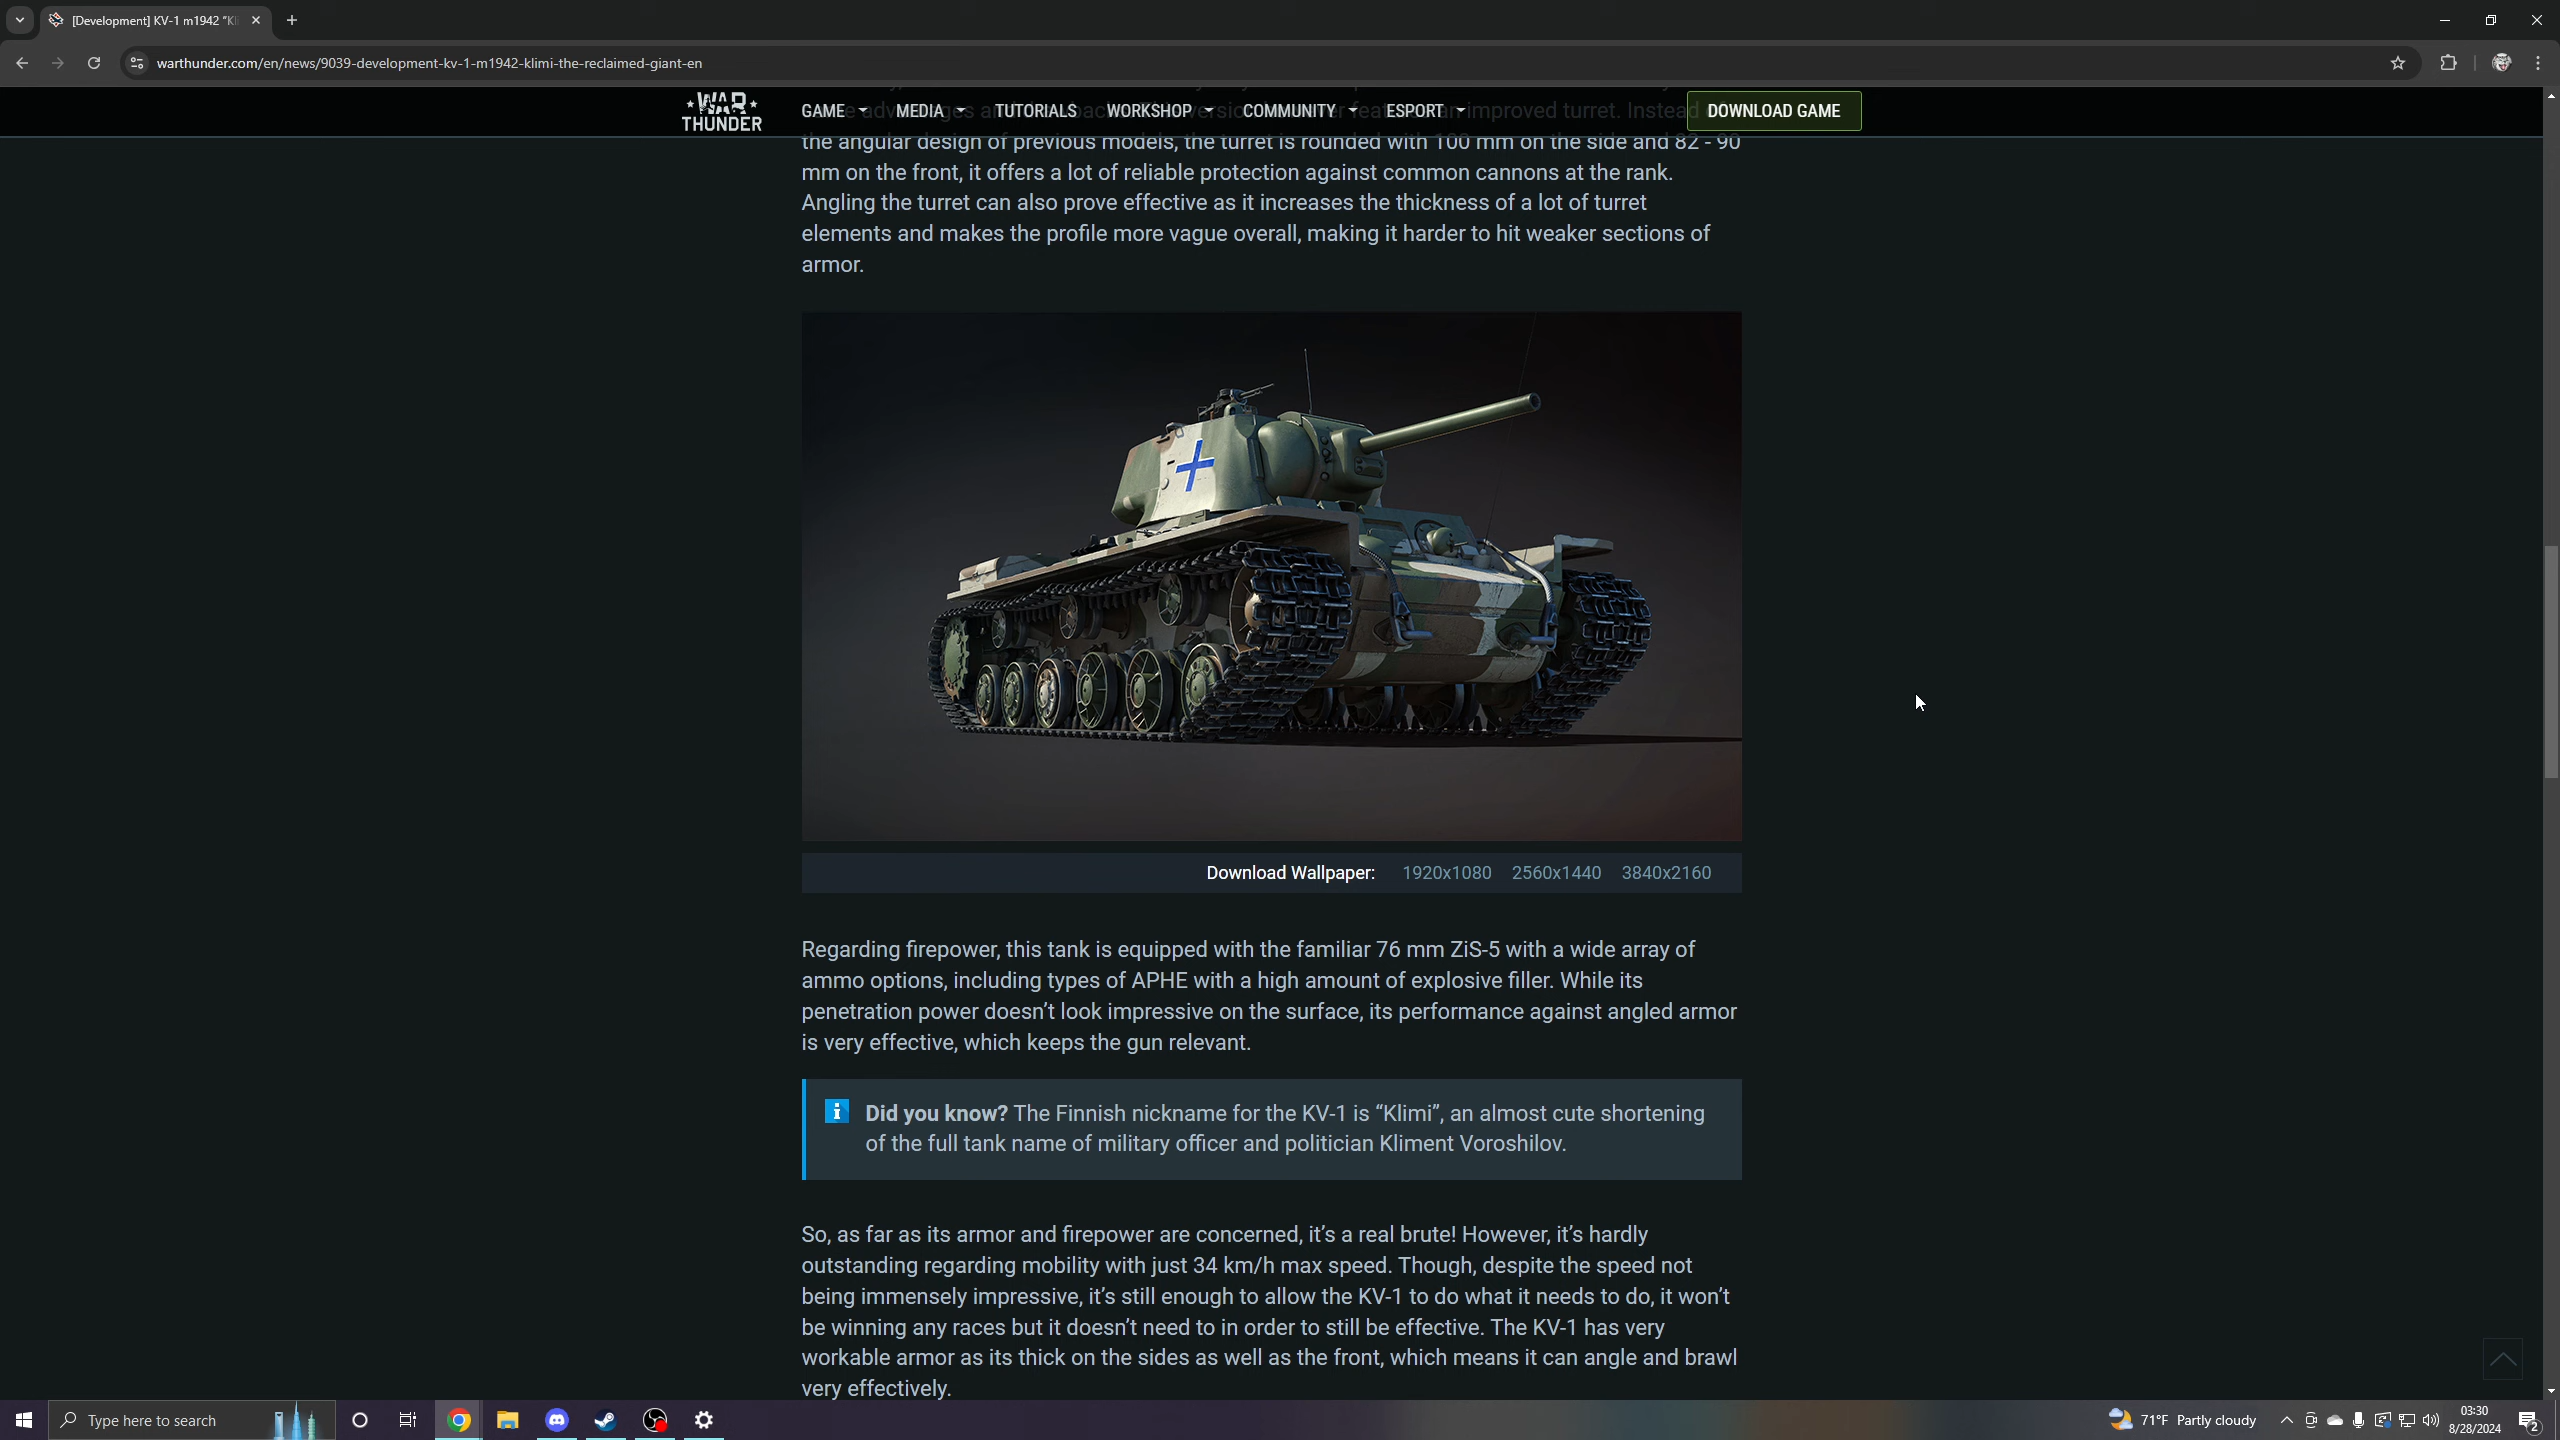 [Development] KV-1 m1942 "Kli
warthunder.com/en/news/9039-development-kv-1-m1942-klimi-the-reclaimed-giant-en
WAR THUNDER
GAME MEDIA TUTORIALS WORKSHOP COMMUNITY ESPORT DOWNLOAD GAME
improved turret. Instead
the angular design of previous models, the turret is rounded with 100 mm on the side and 82 - 90
mm on the front, it offers a lot of reliable protection against common cannons at the rank.
Angling the turret can also prove effective as it increases the thickness of a lot of turret
elements and makes the profile more vague overall, making it harder to hit weaker sections of
armor.
Download Wallpaper: 1920x1080 2560x1440 3840x2160
Regarding firepower, this tank is equipped with the familiar 76 mm ZiS-5 with a wide array of
ammo options, including types of APHE with a high amount of explosive filler. While its
penetration power doesn’t look impressive on the surface, its performance against angled armor
is very effective, which keeps the gun relevant.
Did you know? The Finnish nickname for the KV-1 is “Klimi”, an almost cute shortening
of the full tank name of military officer and politician Kliment Voroshilov.
So, as far as its armor and firepower are concerned, it’s a real brute! However, it’s hardly
outstanding regarding mobility with just 34 km/h max speed. Though, despite the speed not
being immensely impressive, it’s still enough to allow the KV-1 to do what it needs to do, it won’t
be winning any races but it doesn’t need to in order to still be effective. The KV-1 has very
workable armor as its thick on the sides as well as the front, which means it can angle and brawl
very effectively.
Type here to search
71°F Partly cloudy
03:30
8/28/2024
2